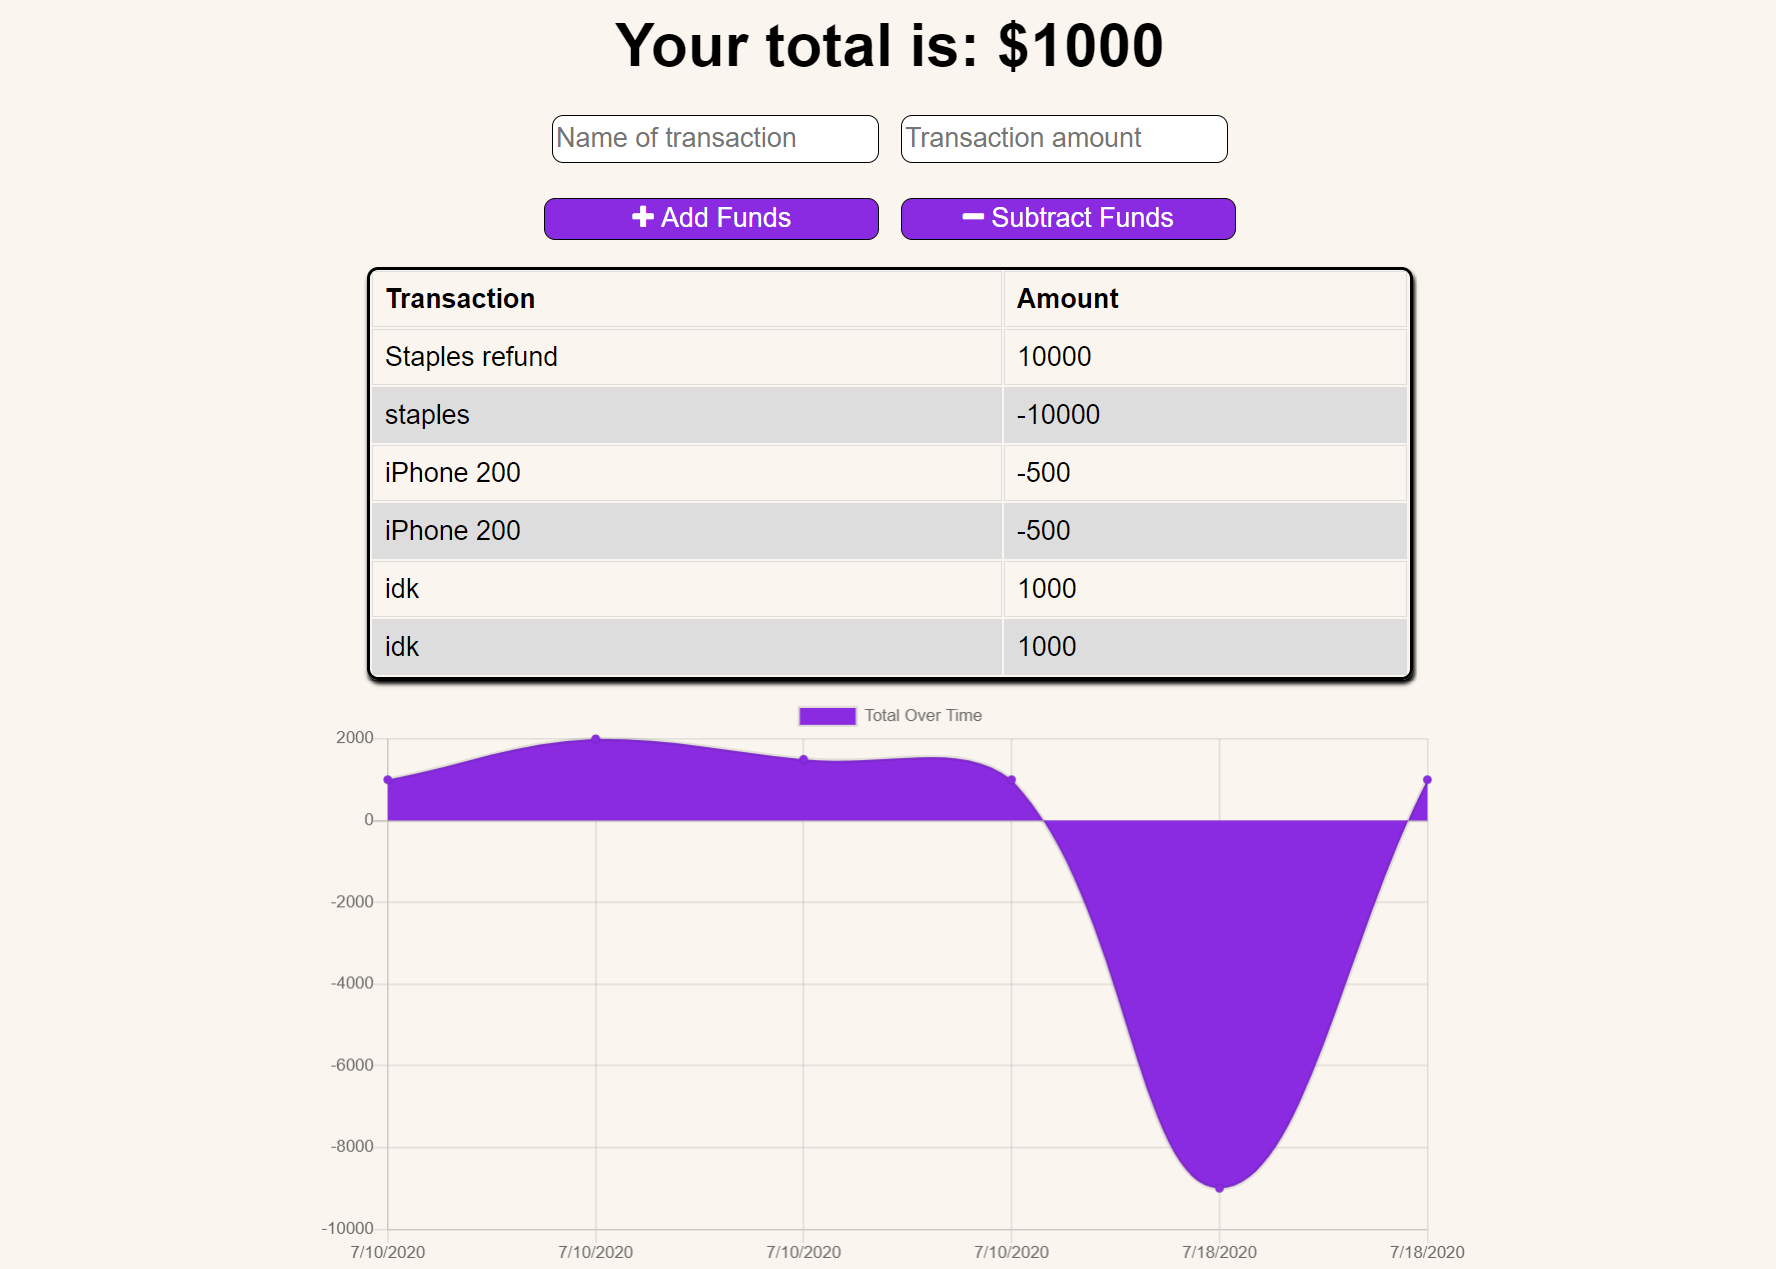 Your total is: $1000
Name of transaction Transaction amount
Add Funds Subtract Funds
Transaction Amount
Staples refund 10000
staples -10000
iPhone 200 -500
iPhone 200 -500
idk 1000
idk 1000
Total Over Time
2000
0
-2000
-4000
-6000
-8000
-10000
7/10/2020 7/10/2020 7/10/2020 7/10/2020 7/18/2020 7/18/2020